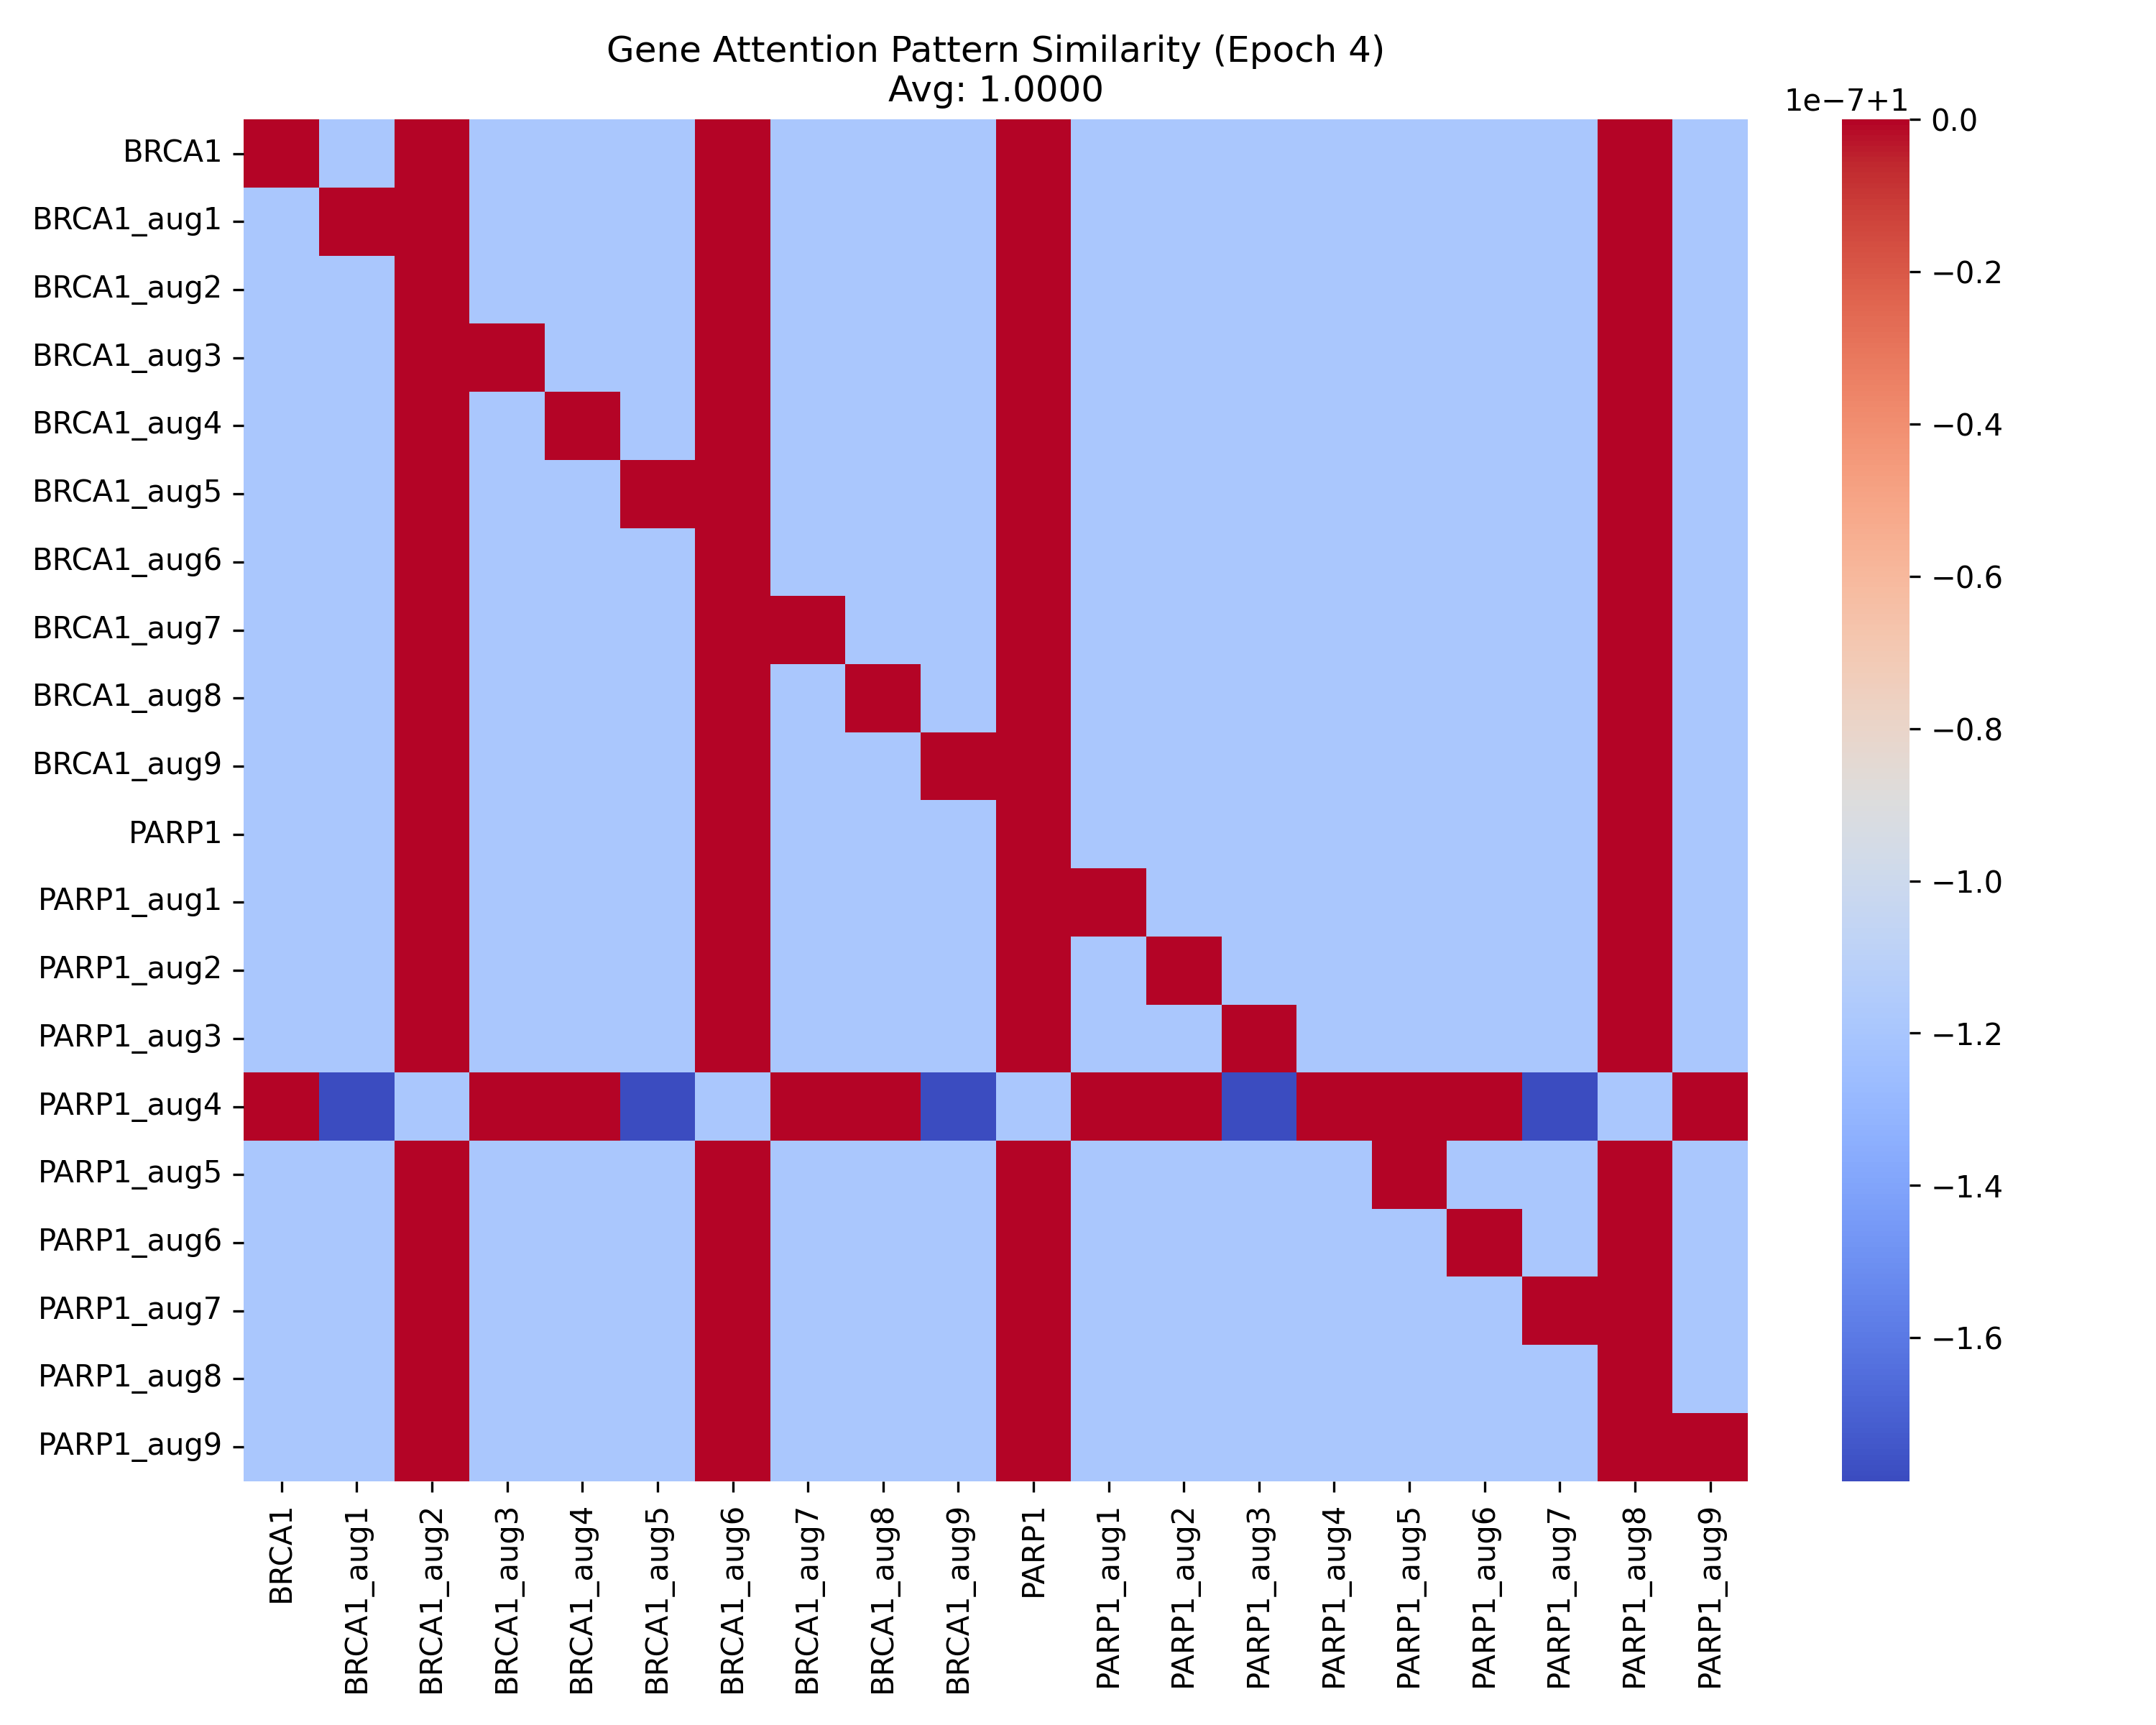 Gene Attention Pattern Similarity (Epoch 4)
Avg: 1.0000
1e-7+1
BRCA1
BRCA1_aug1
BRCA1_aug2
BRCA1_aug3
BRCA1_aug4
BRCA1_aug5
BRCA1_aug6
BRCA1_aug7
BRCA1_aug8
BRCA1_aug9
PARP1
PARP1_aug1
PARP1_aug2
PARP1_aug3
PARP1_aug4
PARP1_aug5
PARP1_aug6
PARP1_aug7
PARP1_aug8
PARP1_aug9
0.0
−0.2
−0.4
−0.6
−0.8
−1.0
−1.2
−1.4
−1.6
BRCA1
BRCA1_aug1
BRCA1_aug2
BRCA1_aug3
BRCA1_aug4
BRCA1_aug5
BRCA1_aug6
BRCA1_aug7
BRCA1_aug8
BRCA1_aug9
PARP1
PARP1_aug1
PARP1_aug2
PARP1_aug3
PARP1_aug4
PARP1_aug5
PARP1_aug6
PARP1_aug7
PARP1_aug8
PARP1_aug9